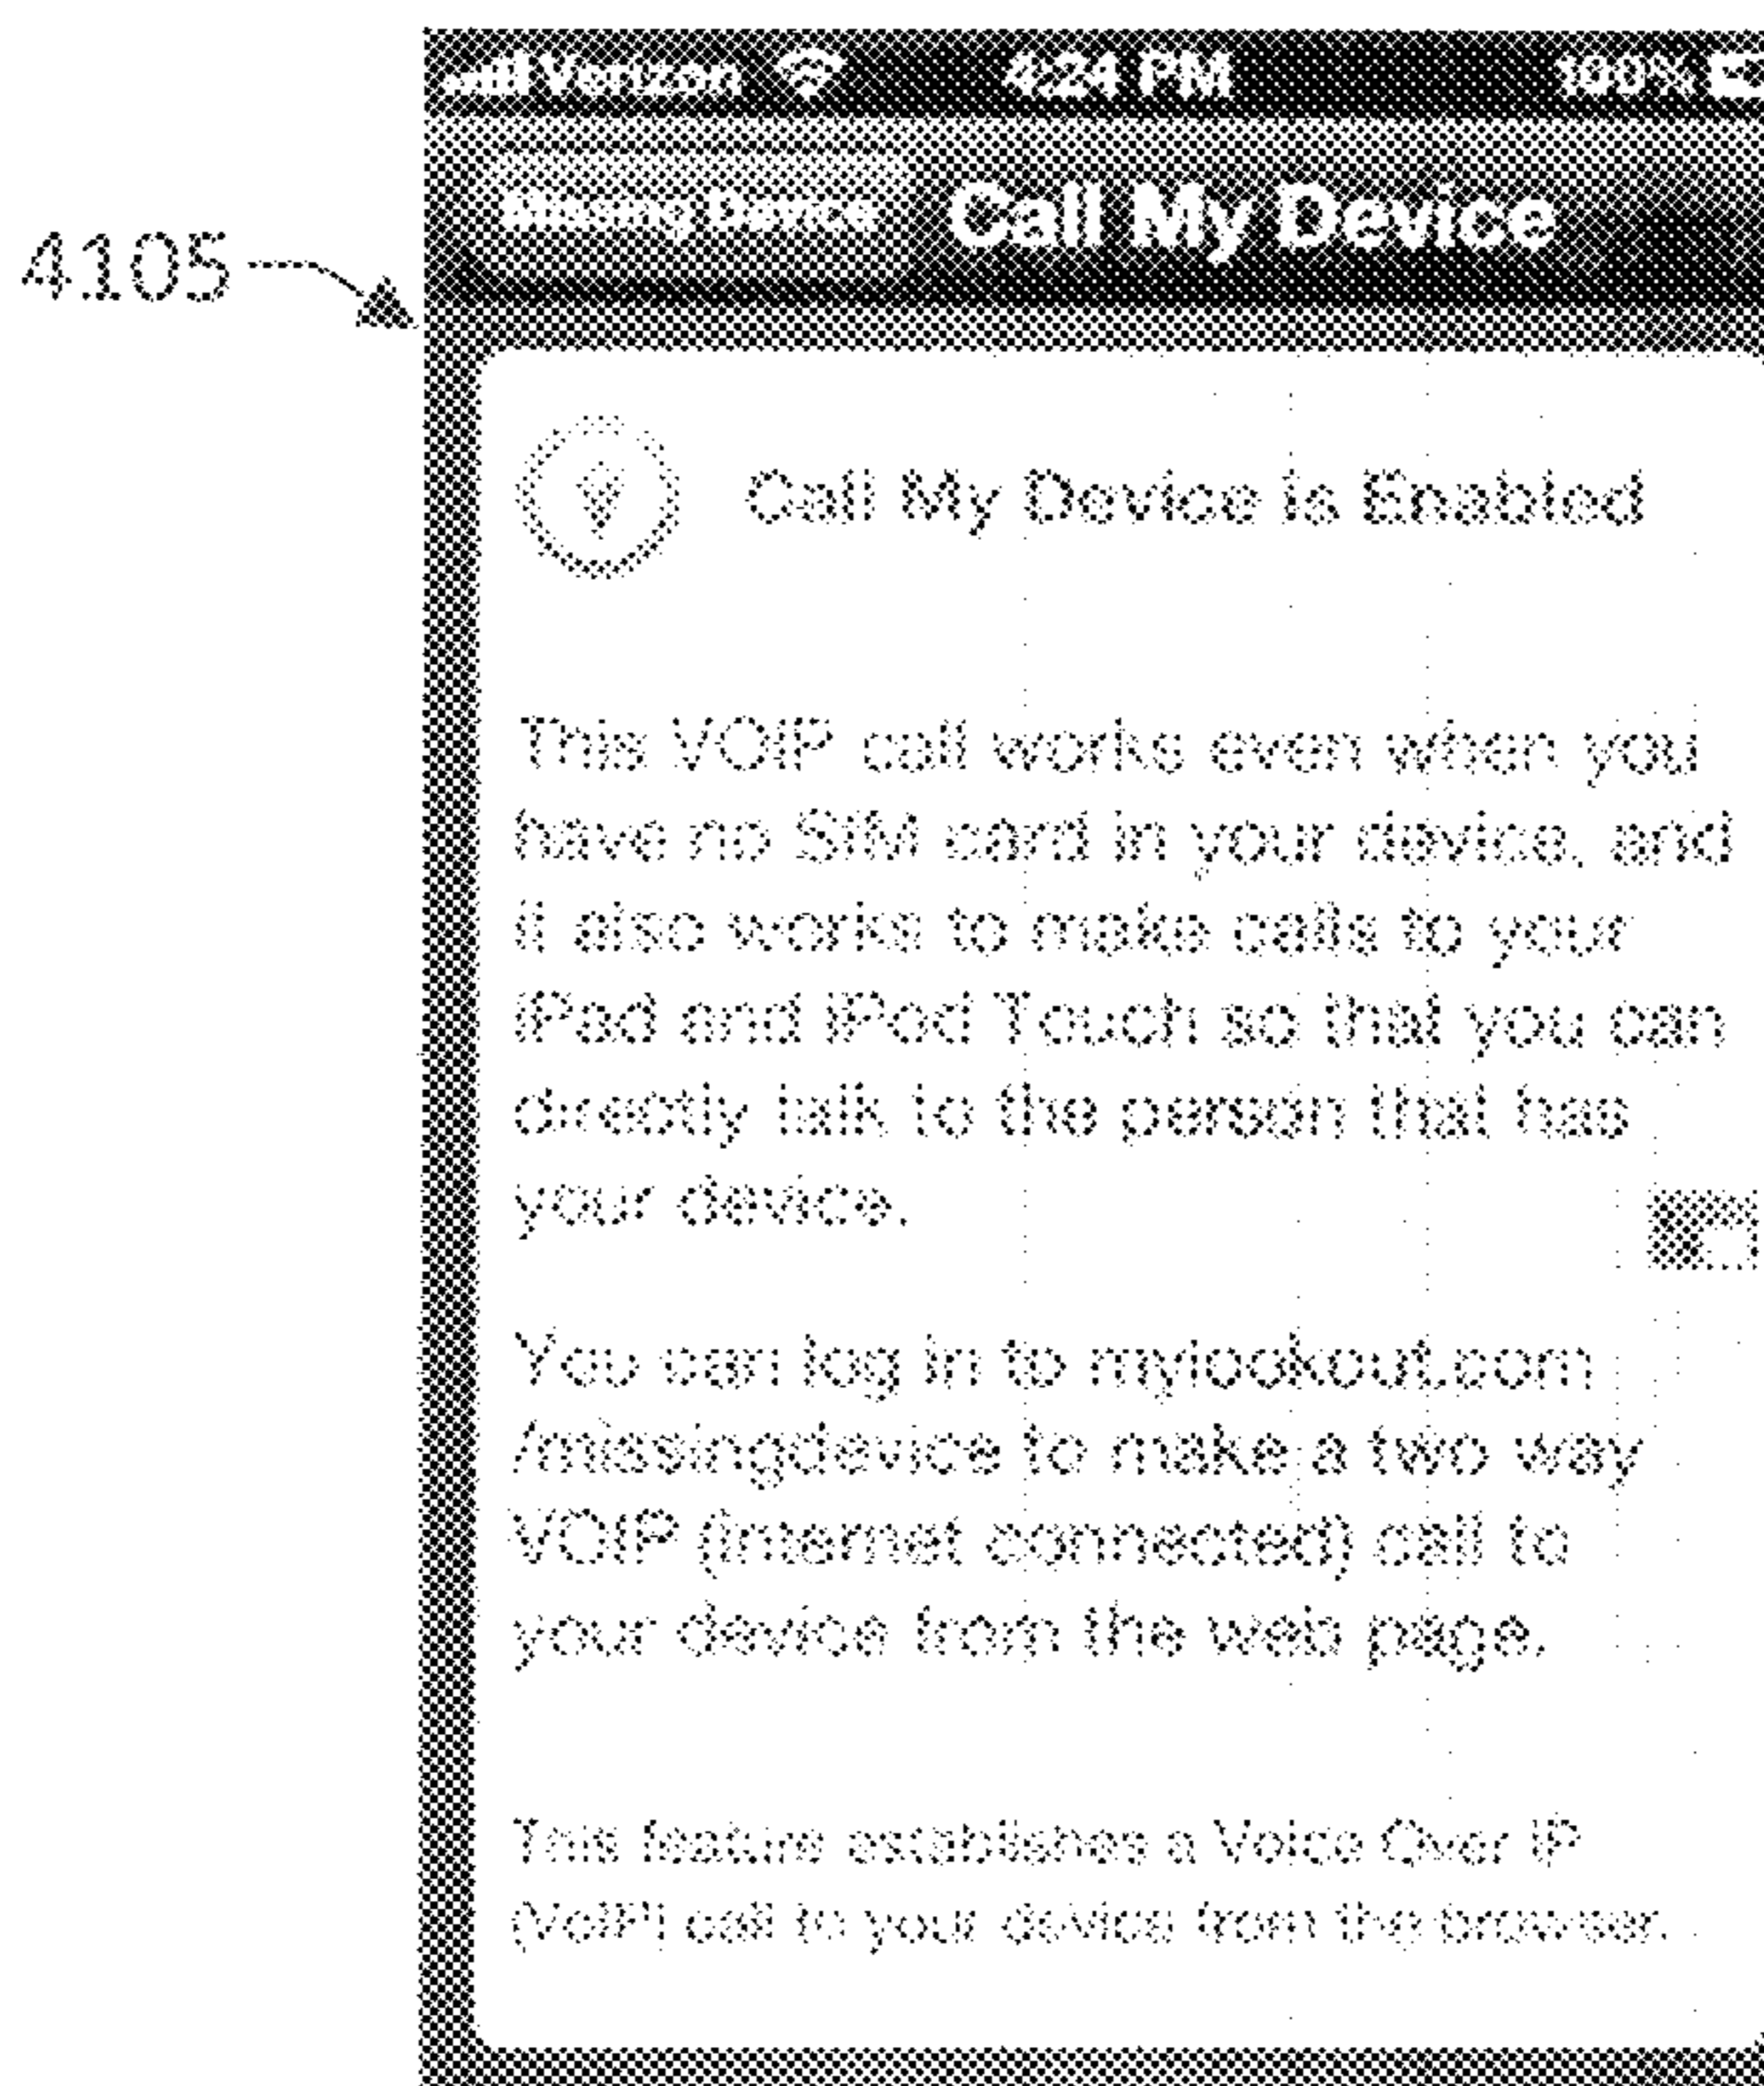 Verizon 4:24 PM 100%
Missing Device Call My Device
4105
Call My Device is Enabled
This VOIP call works even when you
have no SIM card in your device, and
it also works to make calls to your
iPad and iPod Touch so that you can
directly talk to the person that has
your device.
You can log in to mylookout.com
/missingdevice to make a two way
VOIP (internet connected) call to
your device from the web page.
This feature establishes a Voice Over IP
(VoIP) call to your device from the browser.